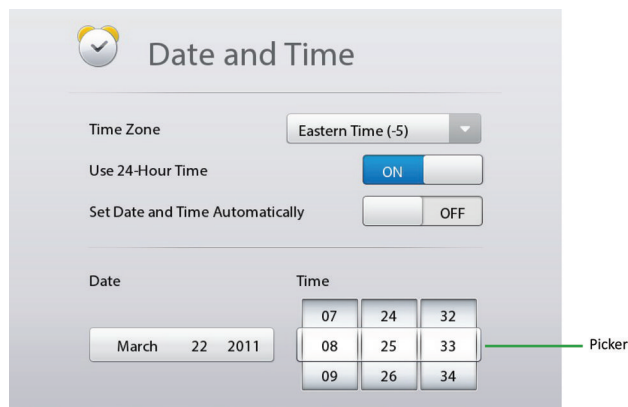 Date and Time
Time Zone Eastern Time (-5)
Use 24-Hour Time ON
Set Date and Time Automatically OFF
Date Time
07 24 32
March 22 2011 08 25 33 Picker
09 26 34